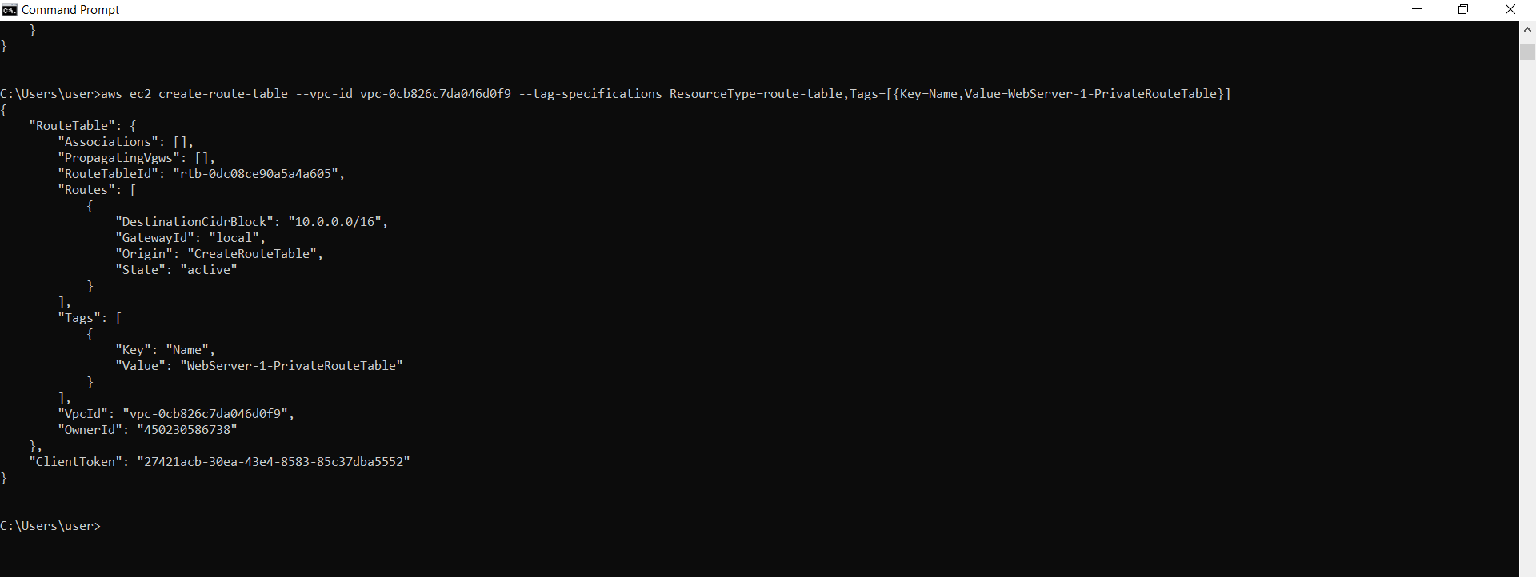 Command Prompt
    }
}
C:\Users\user>aws ec2 create-route-table --vpc-id vpc-0cb826c7da046d0f9 --tag-specifications ResourceType=route-table,Tags=[{Key=Name,Value=WebServer-1-PrivateRouteTable}]
{
    "RouteTable": {
        "Associations": [],
        "PropagatingVgws": [],
        "RouteTableId": "rtb-0dc08ce90a5a4a605",
        "Routes": [
            {
                "DestinationCidrBlock": "10.0.0.0/16",
                "GatewayId": "local",
                "Origin": "CreateRouteTable",
                "State": "active"
            }
        ],
        "Tags": [
            {
                "Key": "Name",
                "Value": "WebServer-1-PrivateRouteTable"
            }
        ],
        "VpcId": "vpc-0cb826c7da046d0f9",
        "OwnerId": "450230586738"
    },
    "ClientToken": "27421acb-30ea-43e4-8583-85c37dba5552"
}
C:\Users\user>